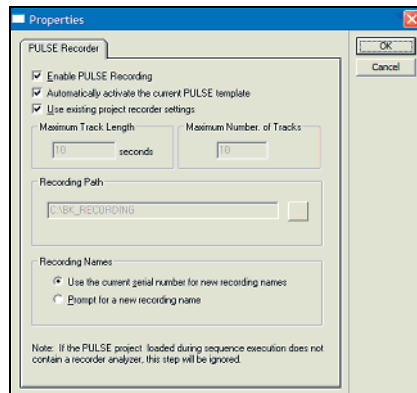 Properties
OK
Cancel
PULSE Recorder
Enable PULSE Recording
Automatically activate the current PULSE template
Use existing project recorder settings
Maximum Track Length
10 seconds
Maximum Number. of Tracks
10
Recording Path
C:\BK_RECORDING
Recording Names
Use the current serial number for new recording names
Prompt for a new recording name
Note: If the PULSE project loaded during sequence execution does not
contain a recorder analyzer, this step will be ignored.